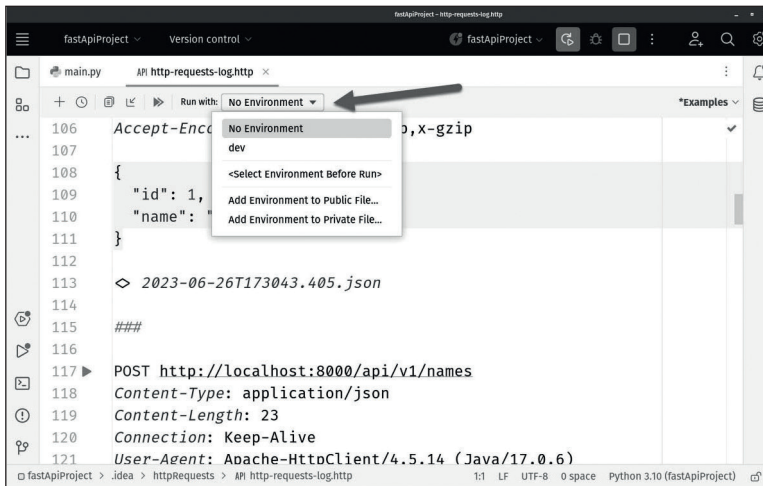 fastApiProject – http-requests-log.http
fastApiProject Version control fastApiProject
main.py API http-requests-log.http ×
Run with: No Environment *Examples
No Environment
dev
<Select Environment Before Run>
Add Environment to Public File...
Add Environment to Private File...
106 Accept-Enc ,x-gzip
107
108 {
109 "id": 1,
110 "name": "
111 }
112
113 2023-06-26T173043.405.json
114
115 ###
116
117 POST http://localhost:8000/api/v1/names
118 Content-Type: application/json
119 Content-Length: 23
120 Connection: Keep-Alive
121 User-Agent: Apache-HttpClient/4.5.14 (Java/17.0.6)
fastApiProject > .idea > httpRequests > API http-requests-log.http 1:1 LF UTF-8 0 space Python 3.10 (fastApiProject)